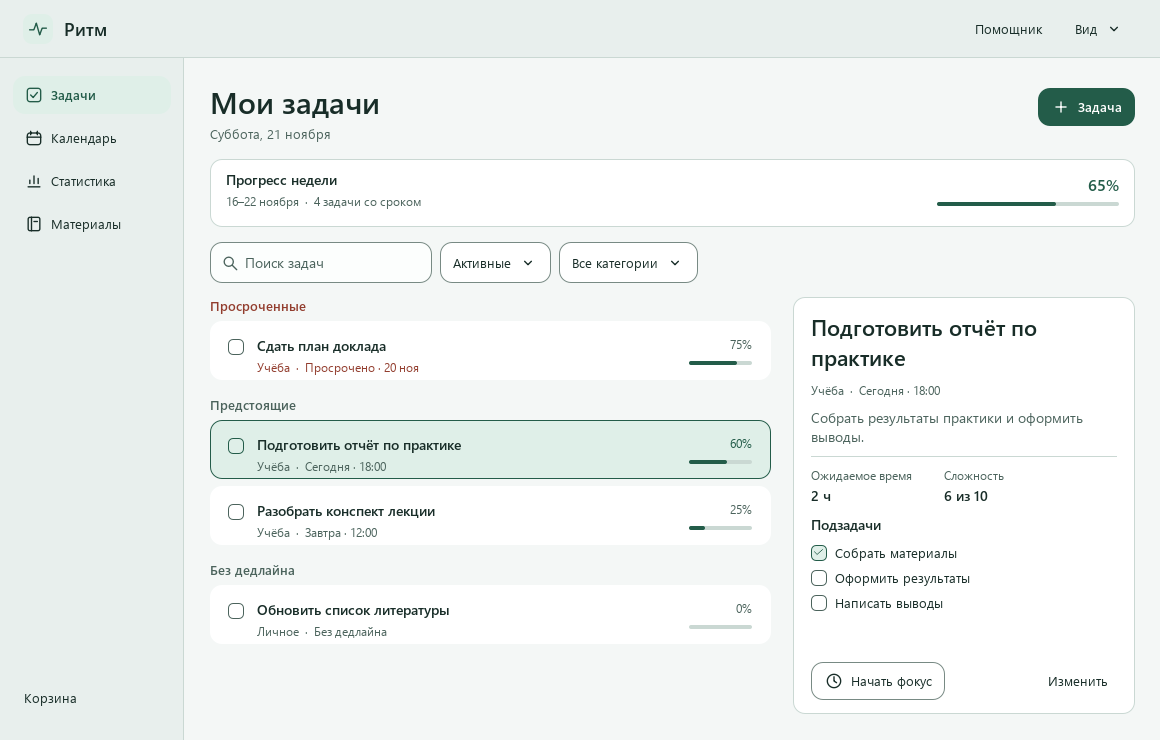 Ритм
Помощник
Вид
Задачи
Календарь
Статистика
Материалы
Корзина
Мои задачи
Суббота, 21 ноября
Задача
Прогресс недели
16–22 ноября · 4 задачи со сроком
65%
Поиск задач
Активные
Все категории
Просроченные
Сдать план доклада
75%
Учёба · Просрочено · 20 ноя
Предстоящие
Подготовить отчёт по практике
60%
Учёба · Сегодня · 18:00
Разобрать конспект лекции
25%
Учёба · Завтра · 12:00
Без дедлайна
Обновить список литературы
0%
Личное · Без дедлайна
Подготовить отчёт по
практике
Учёба · Сегодня · 18:00
Собрать результаты практики и оформить
выводы.
Ожидаемое время
2 ч
Сложность
6 из 10
Подзадачи
Собрать материалы
Оформить результаты
Написать выводы
Начать фокус
Изменить